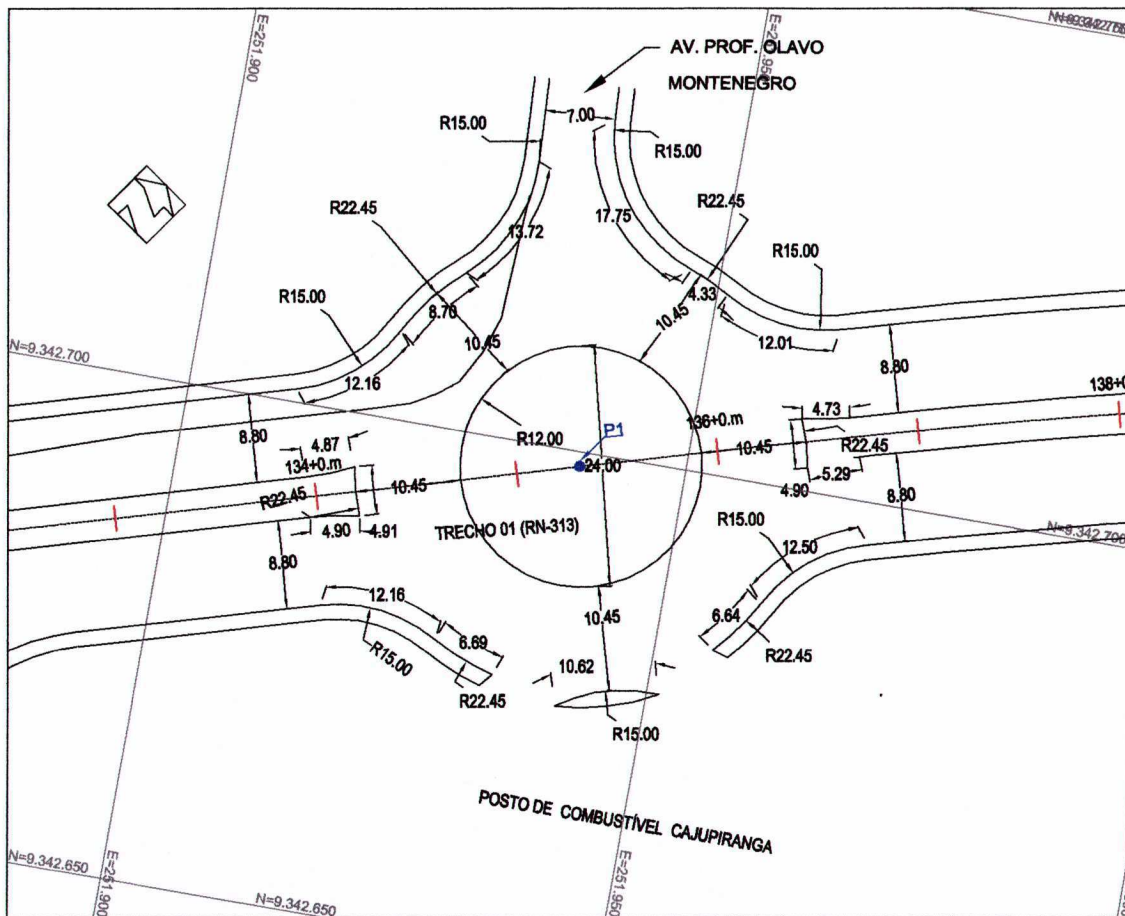 E=251.900
E=251.950
AV. PROF. OLAVO
MONTENEGRO
7.00
R15.00
R15.00
R22.45
R22.45
17.75
13.72
R15.00
R15.00
4.33
8.70
10.45
10.45
12.01
N=9.342.700
12.16
8.80
138+0.m
4.73
136+0.m
P1
R12.00
8.80
4.87
10.45
R22.45
134+0.m
24.00
5.29
R22.45
10.45
4.90
8.80
4.90
4.91
TRECHO 01 (RN-313)
R15.00
N=9.342.700
8.80
12.50
12.16
10.45
6.64
6.69
R15.00
R22.45
10.62
R22.45
R15.00
POSTO DE COMBUSTÍVEL CAJUPIRANGA
N=9.342.650
E=251.900
E=251.950
N=9.342.650